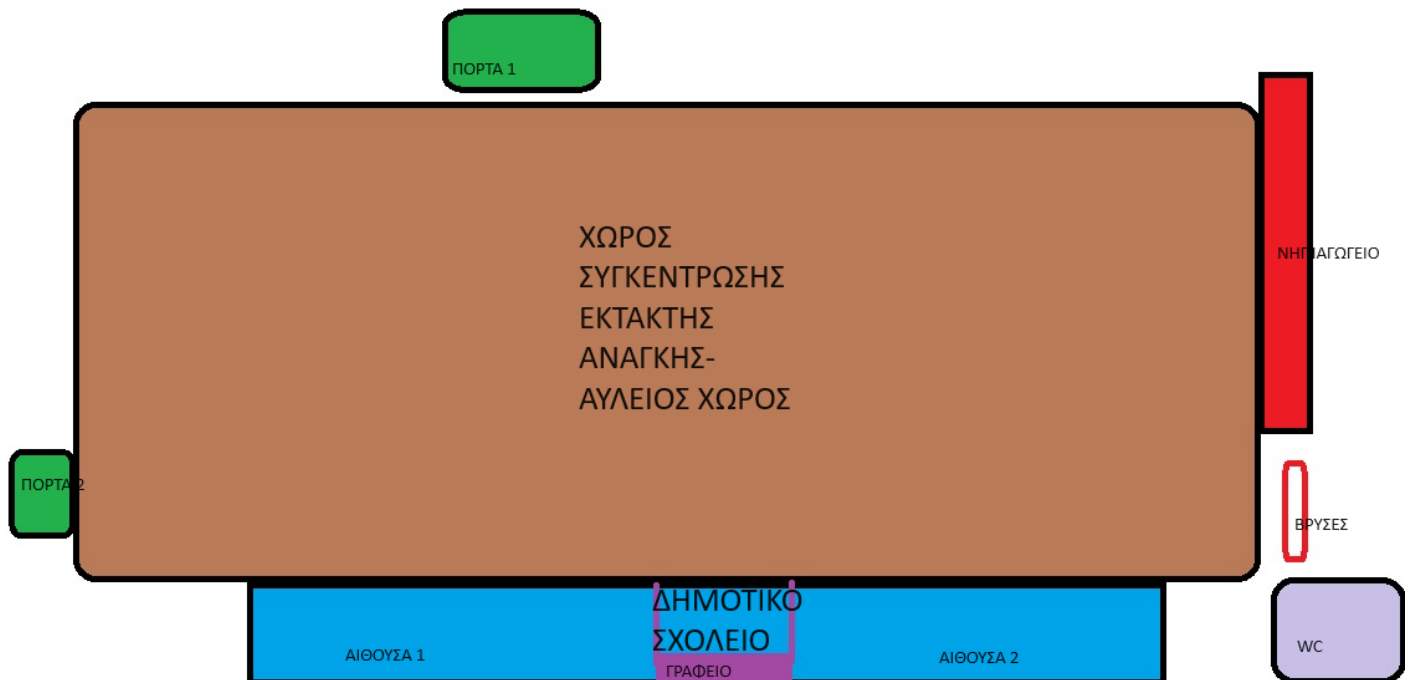 ΠΟΡΤΑ 1
ΧΩΡΟΣ
ΣΥΓΚΕΝΤΡΩΣΗΣ
ΕΚΤΑΚΤΗΣ
ΑΝΑΓΚΗΣ-
ΑΥΛΕΙΟΣ ΧΩΡΟΣ
ΝΗΠΙΑΓΩΓΕΙΟ
ΠΟΡΤΑ 2
ΒΡΥΣΕΣ
ΔΗΜΟΤΙΚΟ
ΣΧΟΛΕΙΟ
ΑΙΘΟΥΣΑ 1
ΓΡΑΦΕΙΟ
ΑΙΘΟΥΣΑ 2
WC